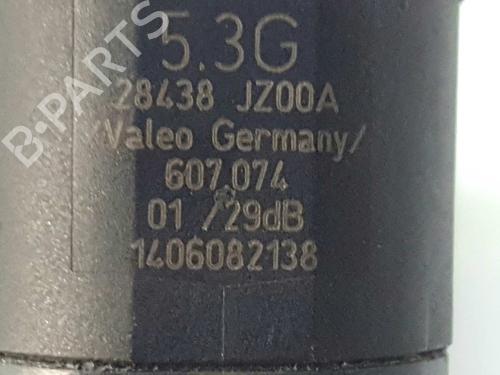 B-PARTS
5.3G
28438 JZ00A
/Valeo Germany/
607.074
01 /29dB
1406082138